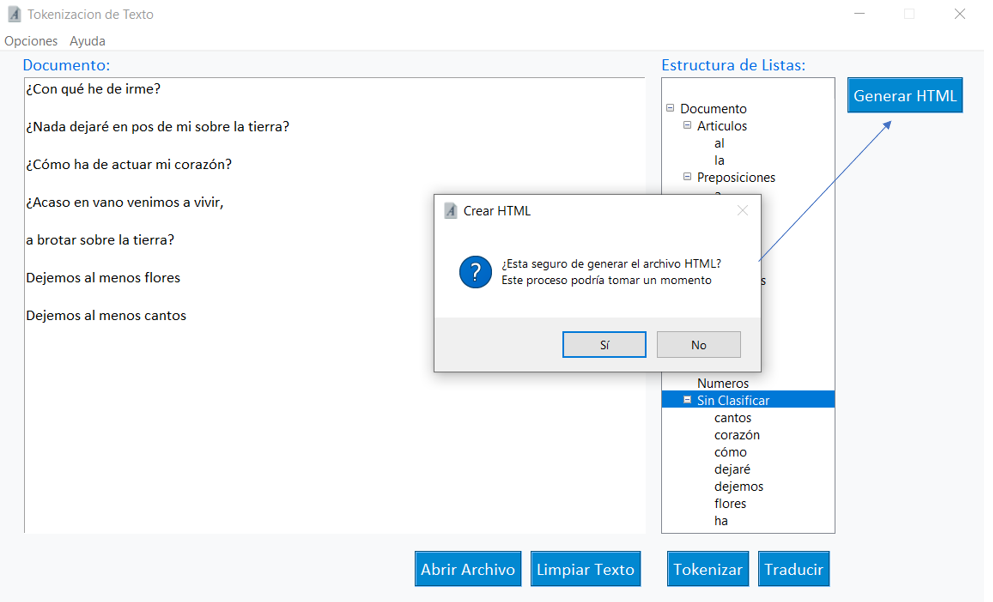 Tokenizacion de Texto
Opciones Ayuda
Documento:
¿Con qué he de irme?
¿Nada dejaré en pos de mi sobre la tierra?
¿Cómo ha de actuar mi corazón?
¿Acaso en vano venimos a vivir,
a brotar sobre la tierra?
Dejemos al menos flores
Dejemos al menos cantos
Estructura de Listas:
Documento
Articulos
al
la
Preposiciones
Numeros
Sin Clasificar
cantos
corazón
cómo
dejaré
dejemos
flores
ha
Generar HTML
Crear HTML
¿Esta seguro de generar el archivo HTML?
Este proceso podría tomar un momento
Sí No
Abrir Archivo Limpiar Texto Tokenizar Traducir